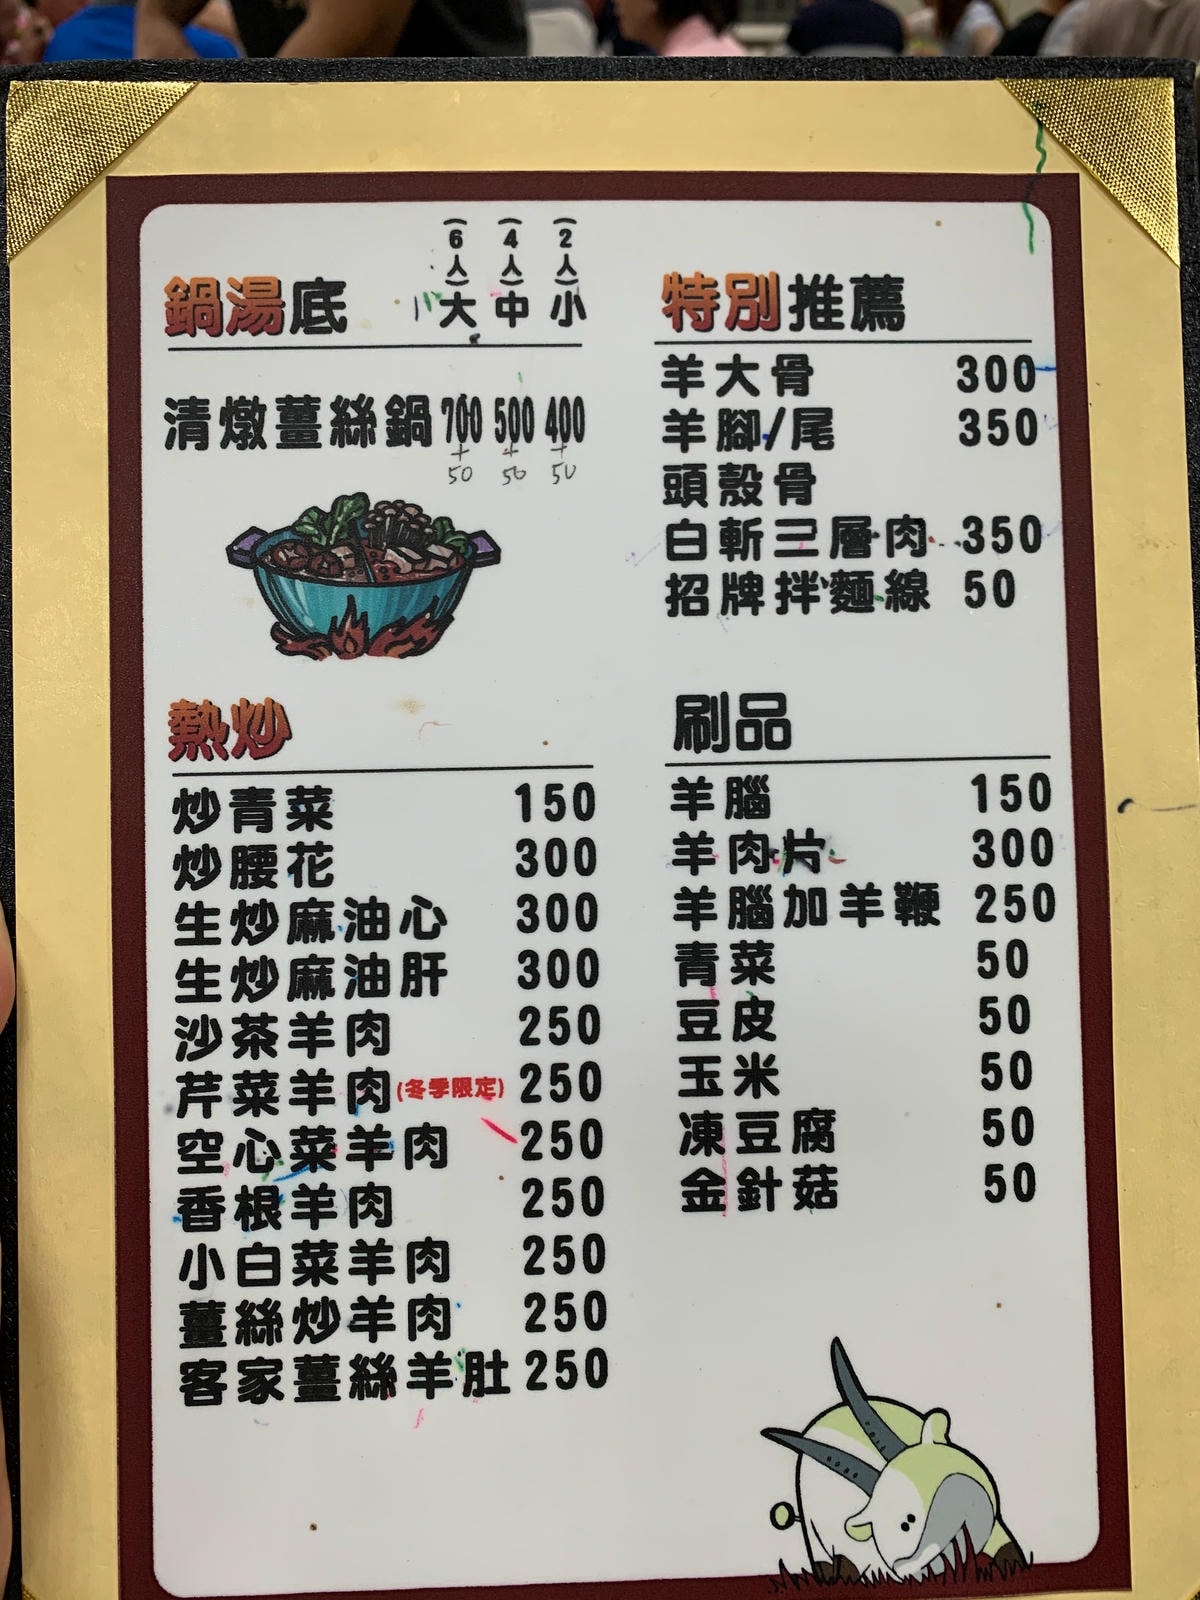 鍋湯底 大(6人) 中(4人) 小(2人)
清燉薑絲鍋 700 500 400
+50 +50 +50
特別推薦
羊大骨 300
羊腳/尾 350
頭殼骨
白斬三層肉 350
招牌拌麵線 50
熱炒
炒青菜 150
炒腰花 300
生炒麻油心 300
生炒麻油肝 300
沙茶羊肉 250
芹菜羊肉(冬季限定) 250
空心菜羊肉 250
香根羊肉 250
小白菜羊肉 250
薑絲炒羊肉 250
客家薑絲羊肚 250
刷品
羊腦 150
羊肉片 300
羊腦加羊鞭 250
青菜 50
豆皮 50
玉米 50
凍豆腐 50
金針菇 50